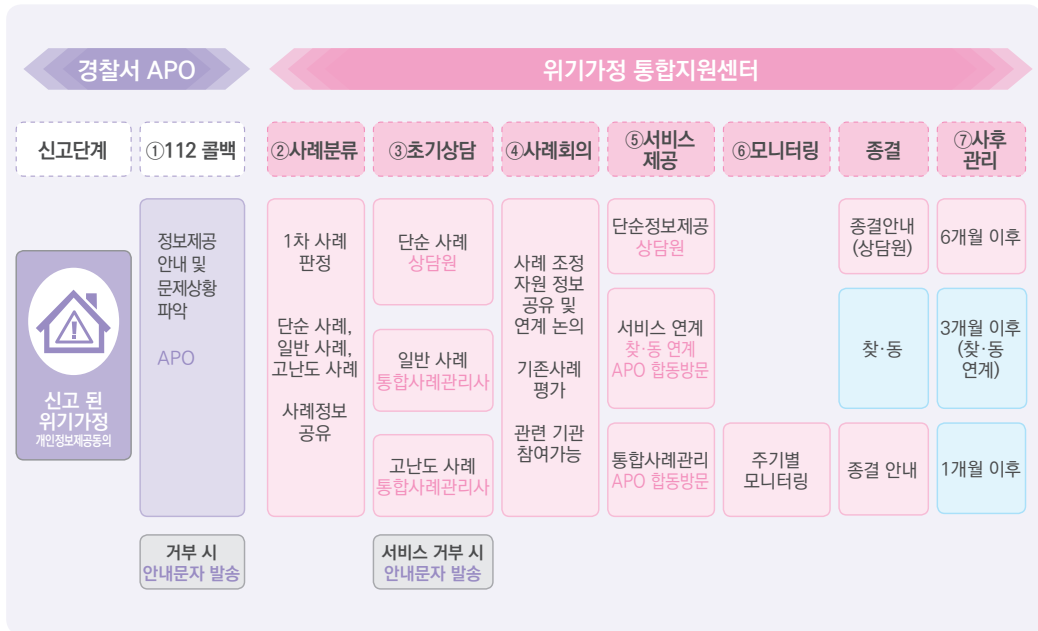 경찰서 APO
위기가정 통합지원센터
신고단계
①112 콜백
②사례분류
③초기상담
④사례회의
⑤서비스
제공
⑥모니터링
종결
⑦사후
관리
신고 된
위기가정
개인정보제공동의
정보제공
안내 및
문제상황
파악
APO
거부 시
안내문자 발송
1차 사례
판정
단순 사례,
일반 사례,
고난도 사례
사례정보
공유
단순 사례
상담원
일반 사례
통합사례관리사
고난도 사례
통합사례관리사
서비스 거부 시
안내문자 발송
사례 조정
자원 정보
공유 및
연계 논의
기존사례
평가
관련 기관
참여가능
단순정보제공
상담원
서비스 연계
찾·동 연계
APO 합동방문
통합사례관리
APO 합동방문
주기별
모니터링
종결안내
(상담원)
찾·동
종결 안내
6개월 이후
3개월 이후
(찾·동
연계)
1개월 이후